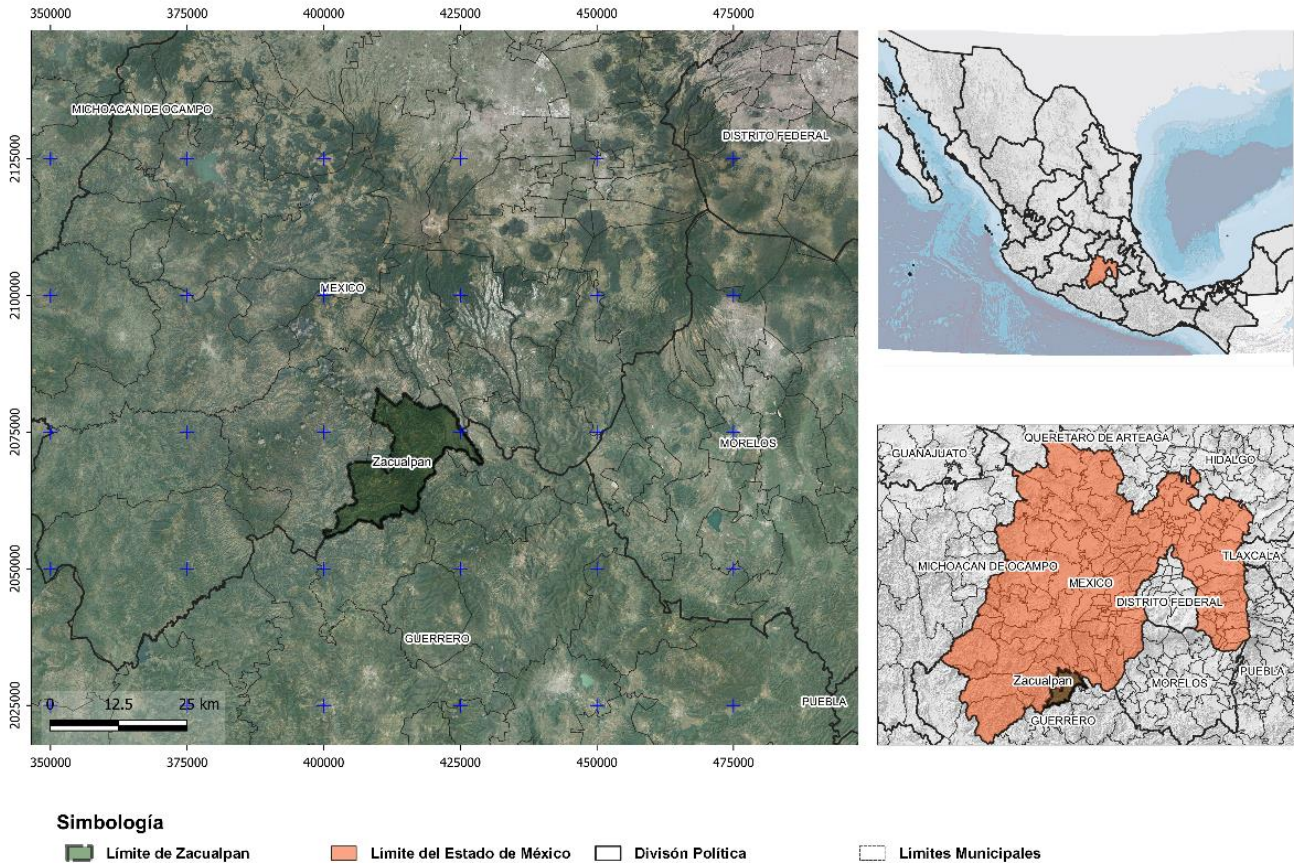 350000 375000 400000 425000 450000 475000
MICHOACAN DE OCAMPO
DISTRITO FEDERAL
2125000
MEXICO
2100000
2075000
MORELOS
Zacualpan
2050000
GUERRERO
PUEBLA
2025000
0 12.5 25 km
350000 375000 400000 425000 450000 475000
QUERETARO DE ARTEAGA
GUANAJUATO
HIDALGO
TLAXCALA
MICHOACAN DE OCAMPO
MEXICO
DISTRITO FEDERAL
PUEBLA
Zacualpan
MORELOS
GUERRERO
Simbología
Límite de Zacualpan
Límite del Estado de México
Divisón Política
Límites Municipales